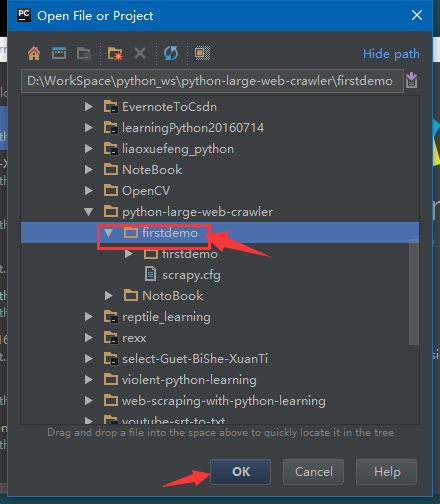 PC Open File or Project
Hide path
D:\WorkSpace\python_ws\python-large-web-crawler\firstdemo
EvernoteToCsdn
learningPython20160714
liaoxuefeng_python
NoteBook
OpenCV
python-large-web-crawler
firstdemo
firstdemo
scrapy.cfg
NotoBook
reptile_learning
rexx
select-Guet-BiShe-XuanTi
violent-python-learning
web-scraping-with-python-learning
youtube-srt-to-txt
Drag and drop a file into the space above to quickly locate it in the tree
OK Cancel Help